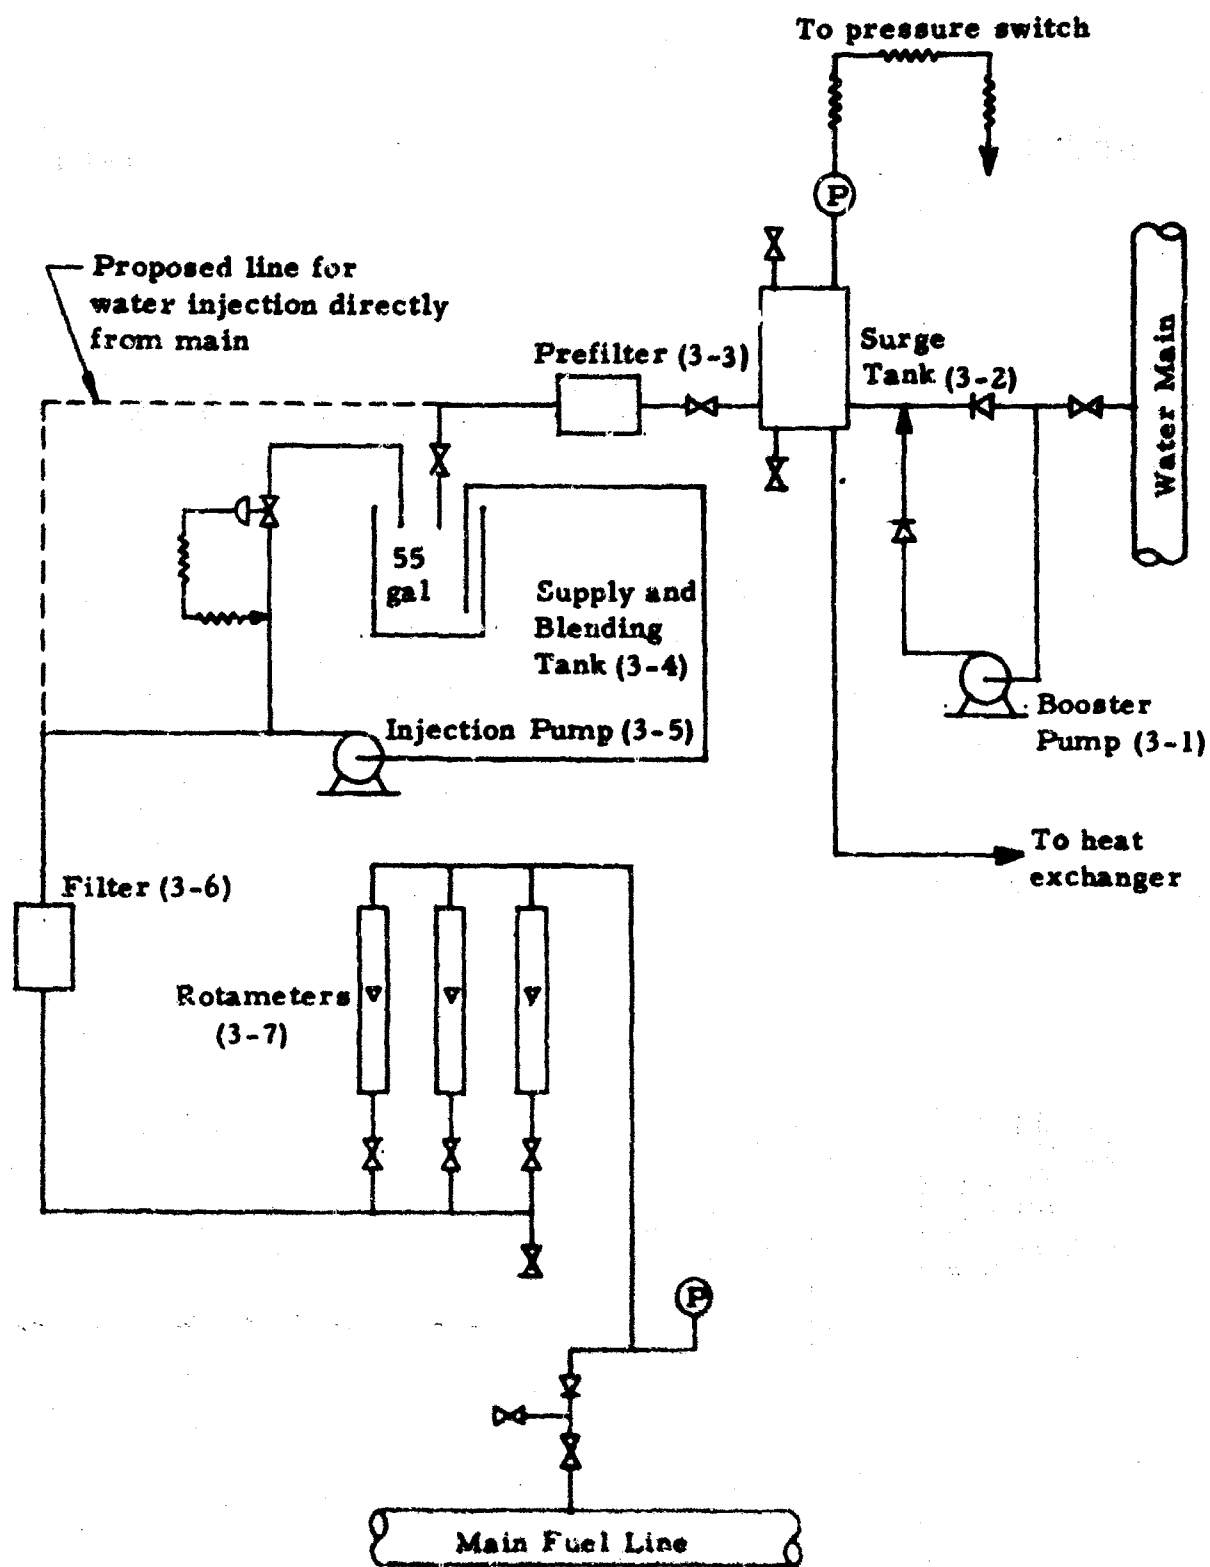 To pressure switch
P
Proposed line for
water injection directly
from main
Prefilter (3-3)
Surge
Tank (3-2)
Water Main
55
gal
Supply and
Blending
Tank (3-4)
Injection Pump (3-5)
Booster
Pump (3-1)
To heat
exchanger
Filter (3-6)
Rotameters
(3-7)
P
Main Fuel Line